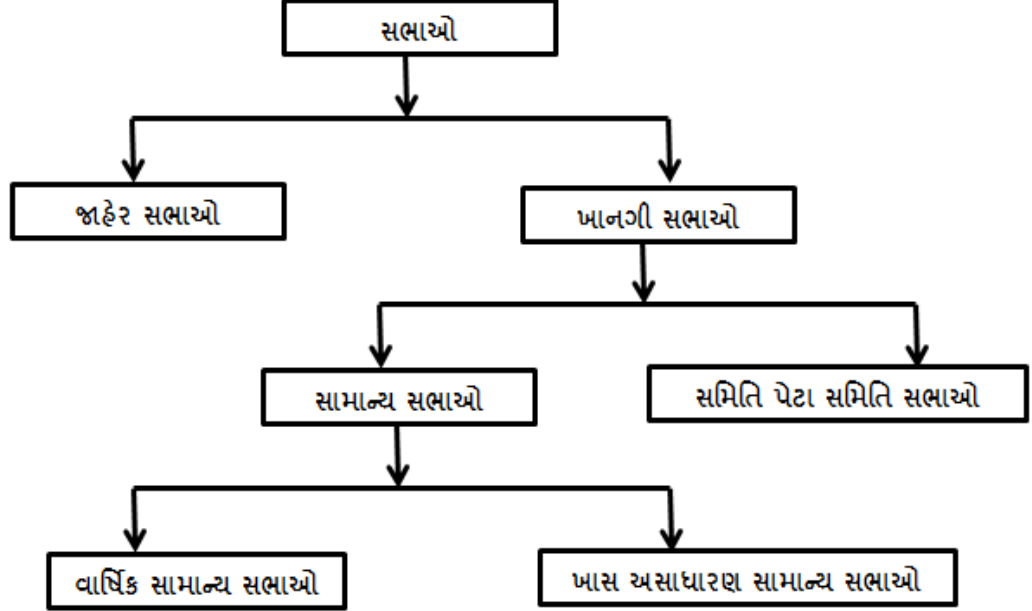 સભાઓ
જાહેર સભાઓ
ખાનગી સભાઓ
સામાન્ય સભાઓ
સમિતિ પેટા સમિતિ સભાઓ
વાર્ષિક સામાન્ય સભાઓ
ખાસ અસાધારણ સામાન્ય સભાઓ